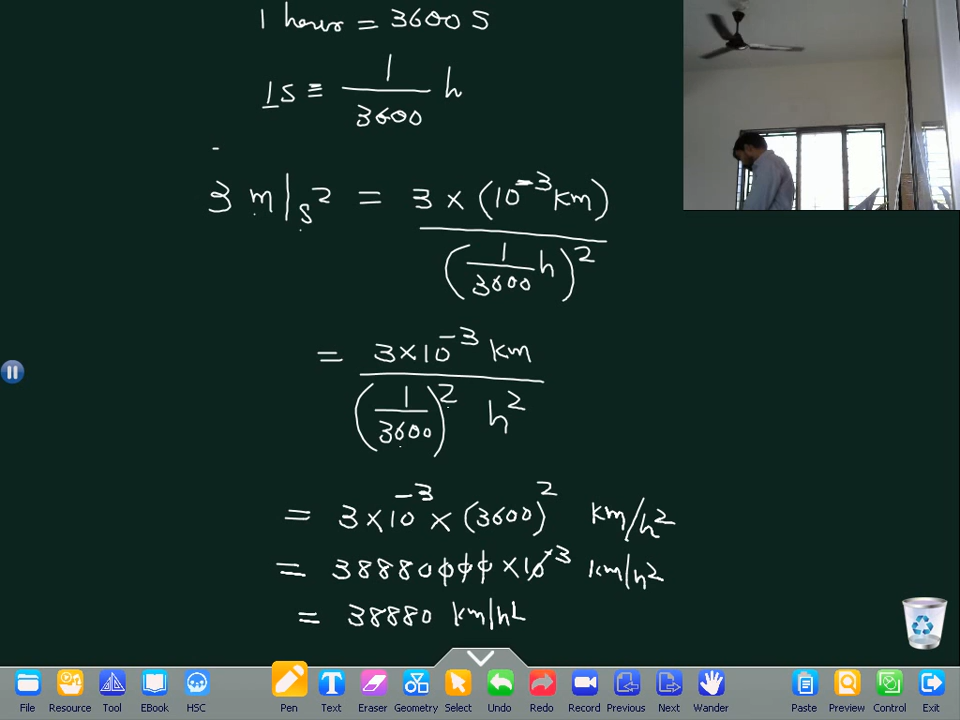 1 hour = 3600 S
1s = 1/3600 h
3 m/s² = 3 × (10⁻³ km) / (1/3600 h)²
= 3×10⁻³ km / (1/3600)² h²
= 3×10⁻³ × (3600)² km/h²
= 38880000 × 10⁻³ km/h²
= 38880 km/h²
File Resource Tool EBook HSC Pen Text Eraser Geometry Select Undo Redo Record Previous Next Wander Paste Preview Control Exit